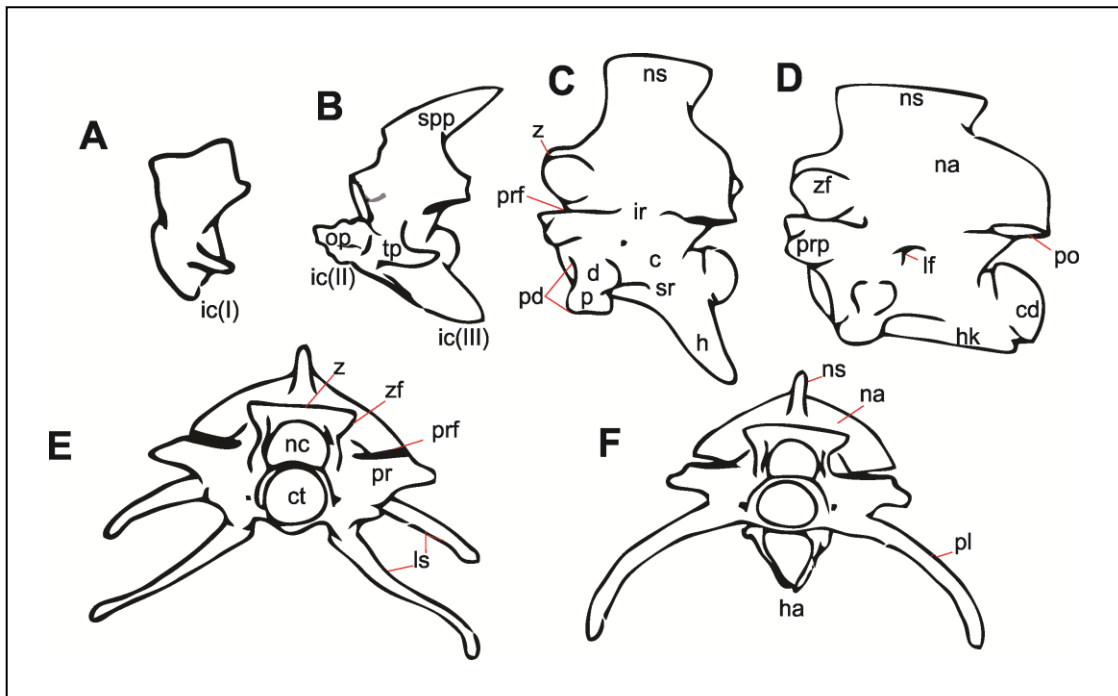 A
ic(I)
B
spp
op
tp
ic(II)
ic(III)
C
ns
z
prf
ir
c
d
pd
p
sr
h
D
ns
na
zf
prp
lf
po
cd
hk
E
z
zf
prf
nc
pr
ct
ls
F
ns
na
pl
ha